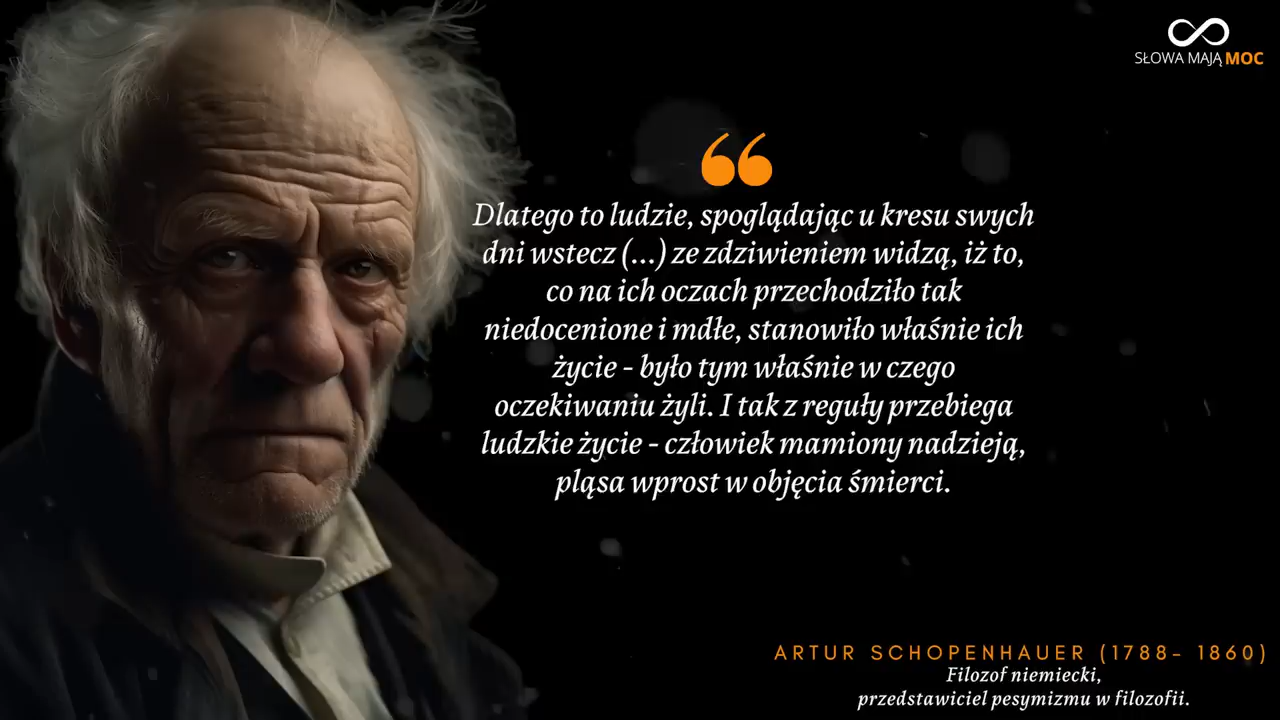 SŁOWA MAJĄ MOC
Dlatego to ludzie, spoglądając u kresu swych
dni wstecz (...) ze zdziwieniem widzą, iż to,
co na ich oczach przechodziło tak
niedocenione i mdłe, stanowiło właśnie ich
życie - było tym właśnie w czego
oczekiwaniu żyli. I tak z reguły przebiega
ludzkie życie - człowiek mamiony nadzieją,
pląsa wprost w objęcia śmierci.
ARTUR SCHOPENHAUER (1788- 1860)
Filozof niemiecki,
przedstawiciel pesymizmu w filozofii.